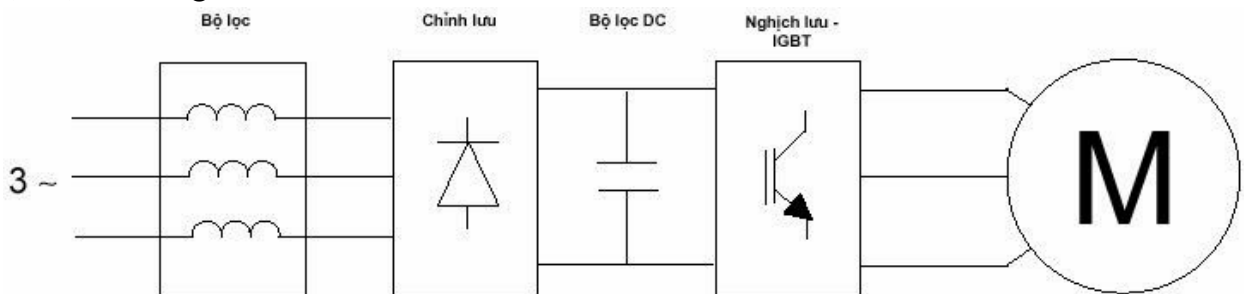 Bộ lọc
Chỉnh lưu
Bộ lọc DC
Nghịch lưu -
IGBT
3 ~
M